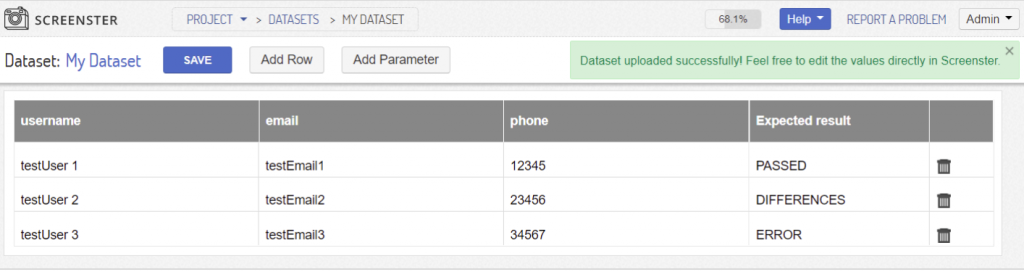 SCREENSTER PROJECT > DATASETS > MY DATASET 68.1% Help REPORT A PROBLEM Admin
Dataset: My Dataset SAVE Add Row Add Parameter Dataset uploaded successfully! Feel free to edit the values directly in Screenster. ×
username email phone Expected result
testUser 1 testEmail1 12345 PASSED
testUser 2 testEmail2 23456 DIFFERENCES
testUser 3 testEmail3 34567 ERROR